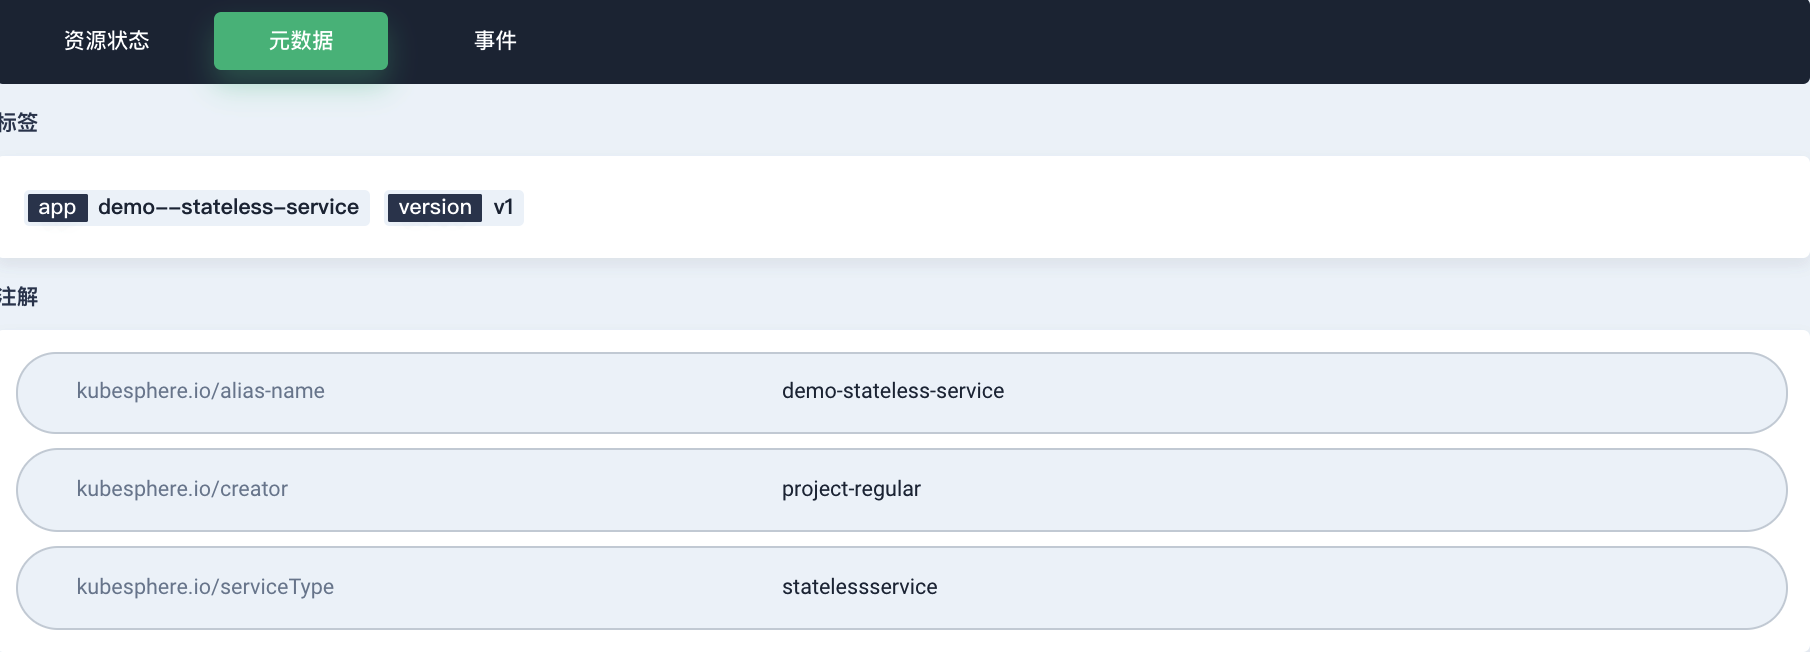 资源状态 元数据 事件
标签
app demo--stateless-service version v1
注解
kubesphere.io/alias-name demo-stateless-service
kubesphere.io/creator project-regular
kubesphere.io/serviceType statelessservice